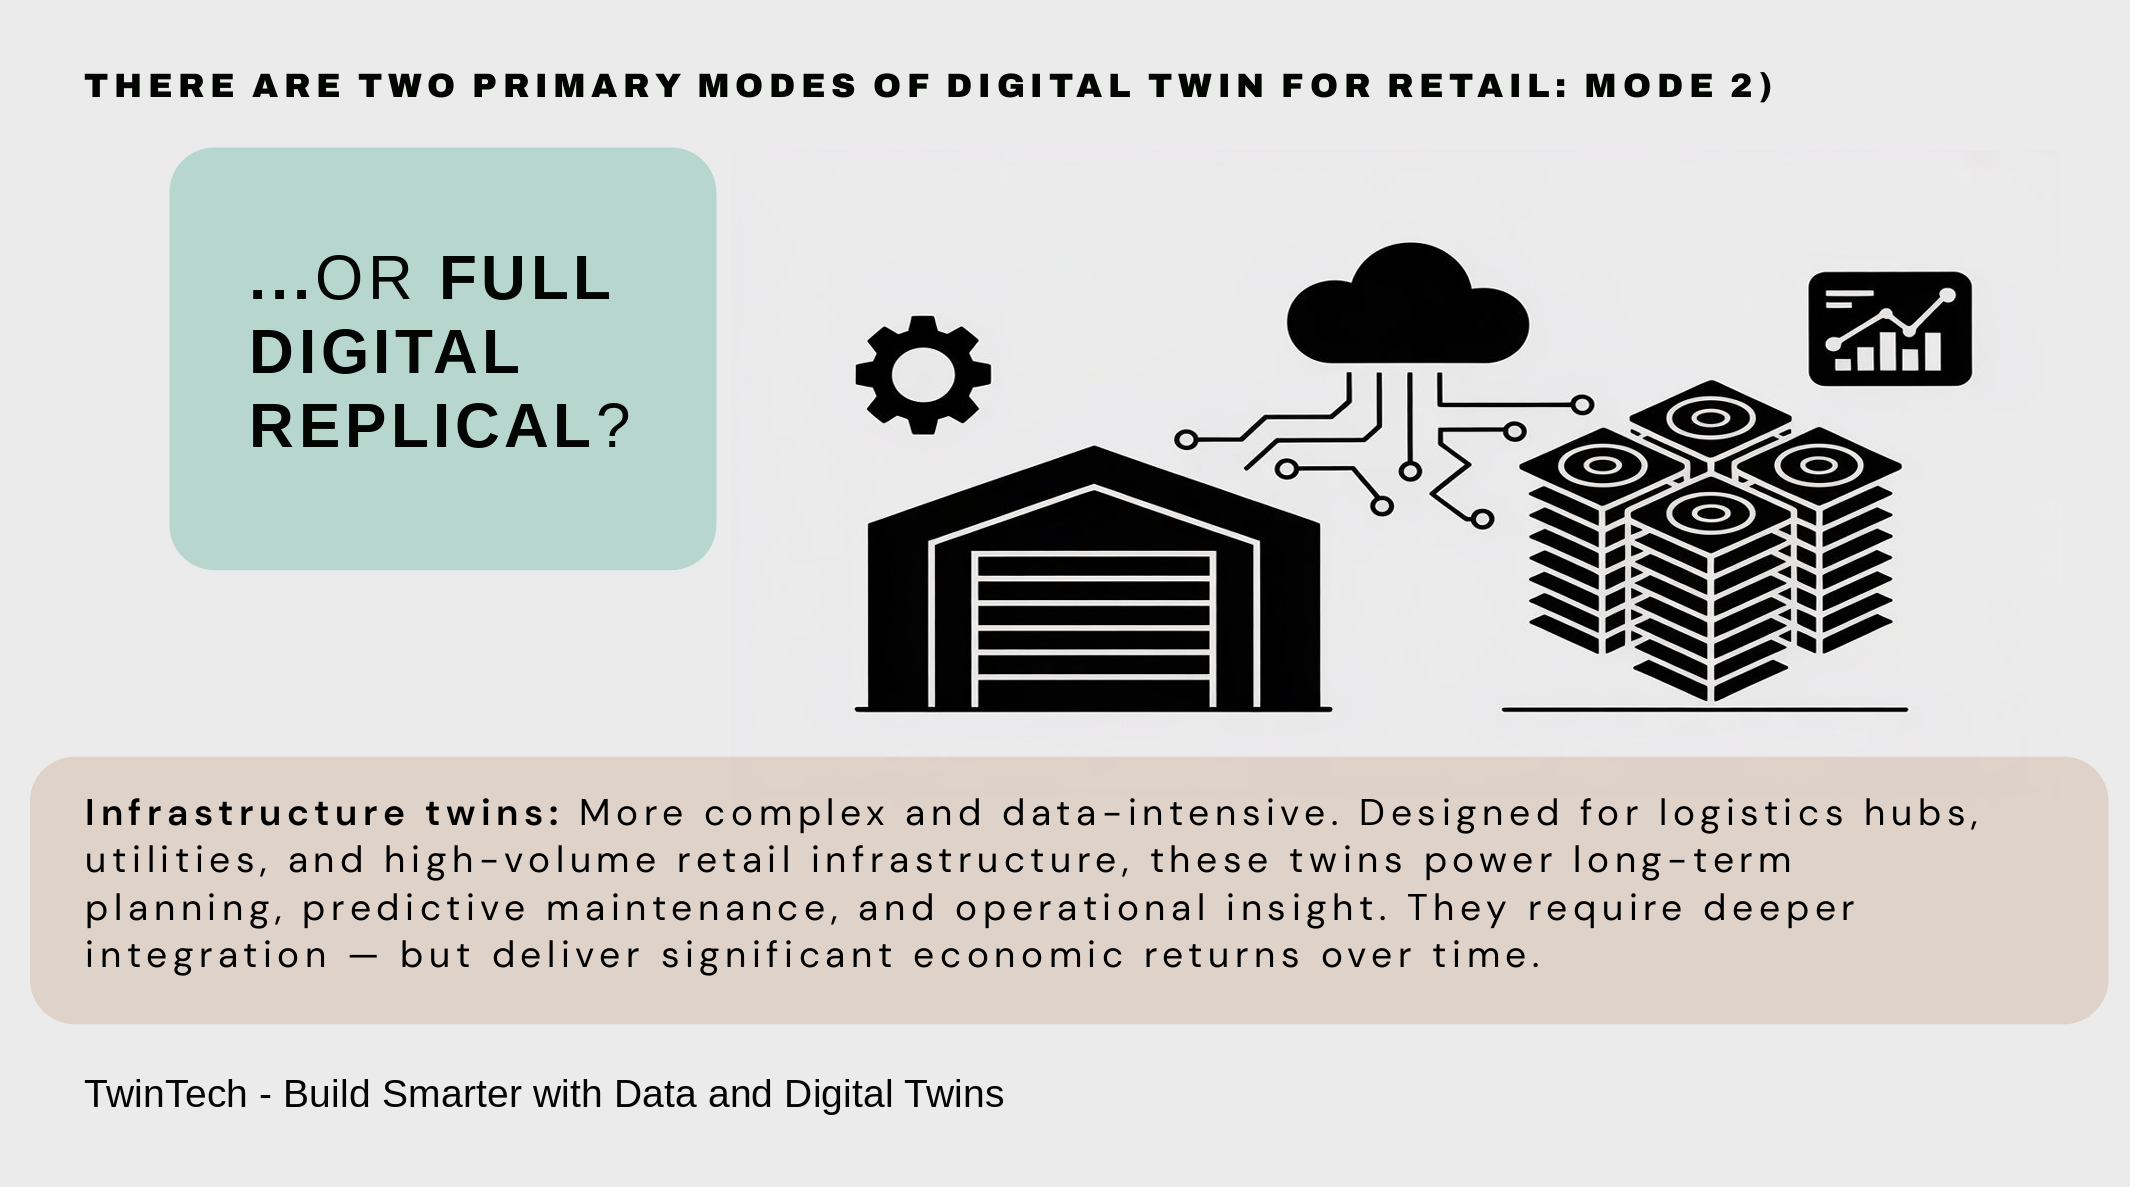 THERE ARE TWO PRIMARY MODES OF DIGITAL TWIN FOR RETAIL: MODE 2)
...OR FULL
DIGITAL
REPLICAL?
Infrastructure twins: More complex and data-intensive. Designed for logistics hubs,
utilities, and high-volume retail infrastructure, these twins power long-term
planning, predictive maintenance, and operational insight. They require deeper
integration — but deliver significant economic returns over time.
TwinTech - Build Smarter with Data and Digital Twins